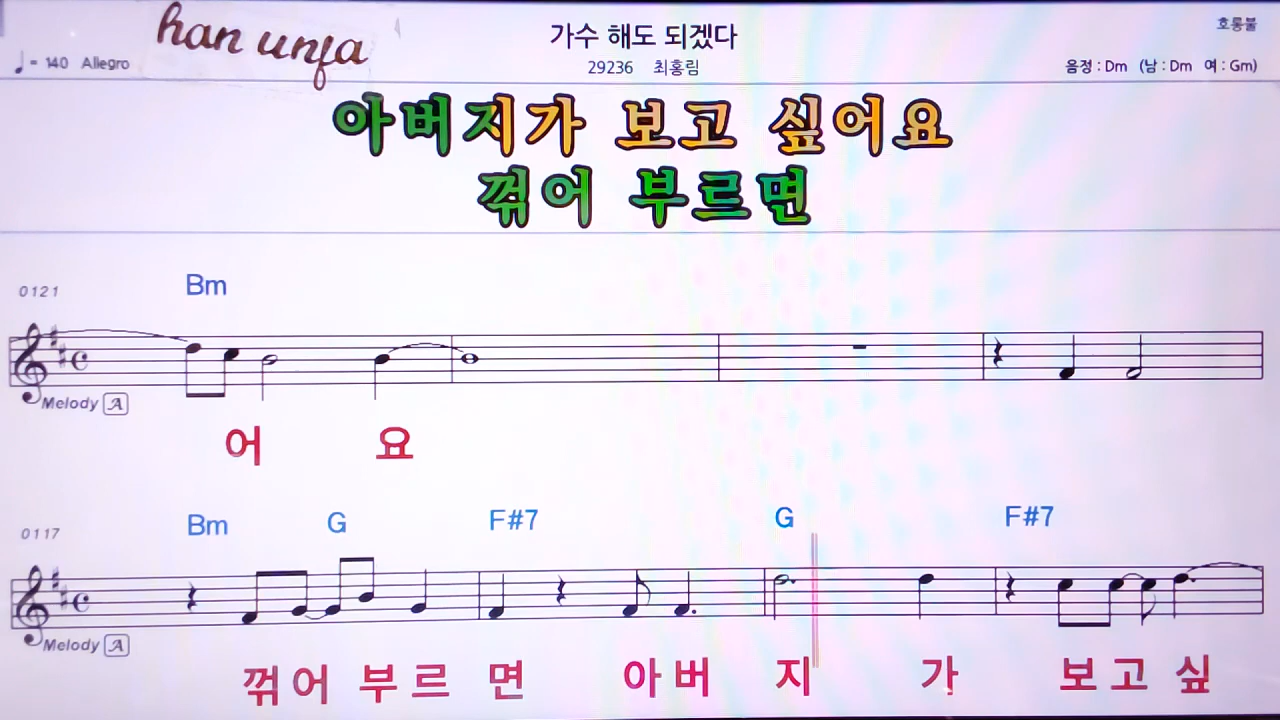 han unfa
가수 해도 되겠다
호롱불
♩= 140 Allegro
29236 최홍림
음정 : Dm (남 : Dm 여 : Gm)
아버지가 보고 싶어요
꺾어 부르면
0121
Bm
Melody A
어 요
0117
Bm G F#7 G F#7
Melody A
꺾어 부르 면 아버 지 가 보고 싶